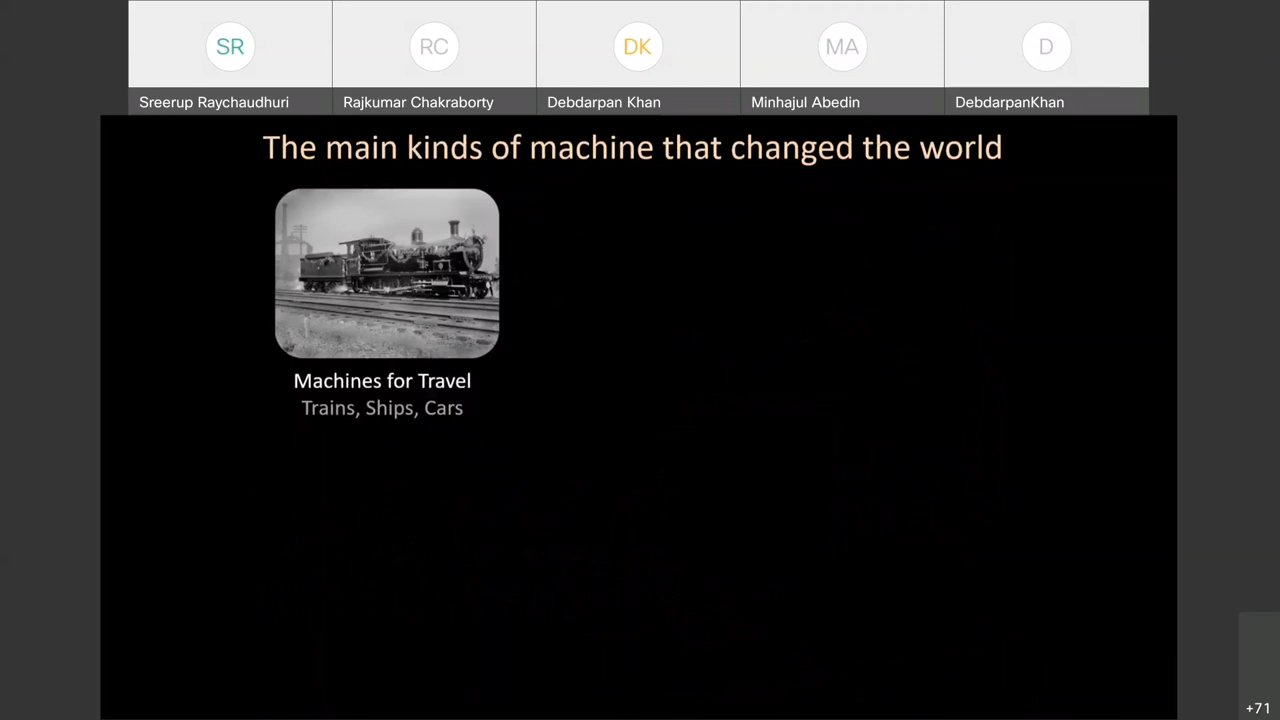 SR
RC
DK
MA
D
Sreerup Raychaudhuri
Rajkumar Chakraborty
Debdarpan Khan
Minhajul Abedin
DebdarpanKhan
The main kinds of machine that changed the world
Machines for Travel
Trains, Ships, Cars
+71